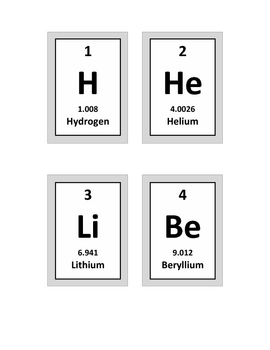 1
H
1.008
Hydrogen
2
He
4.0026
Helium
3
Li
6.941
Lithium
4
Be
9.012
Beryllium